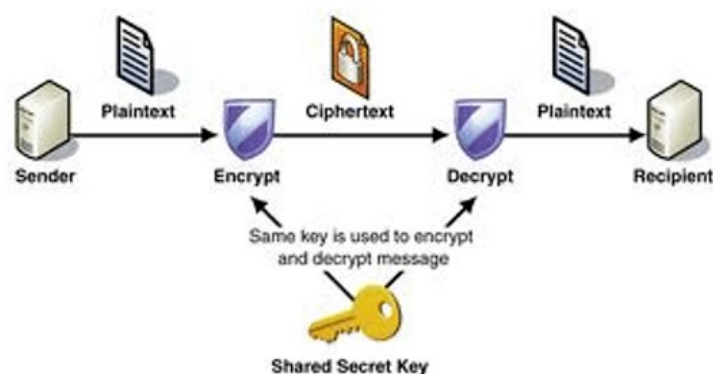 Plaintext
Ciphertext
Plaintext
Sender
Encrypt
Decrypt
Recipient
Same key is used to encrypt
and decrypt message
Shared Secret Key